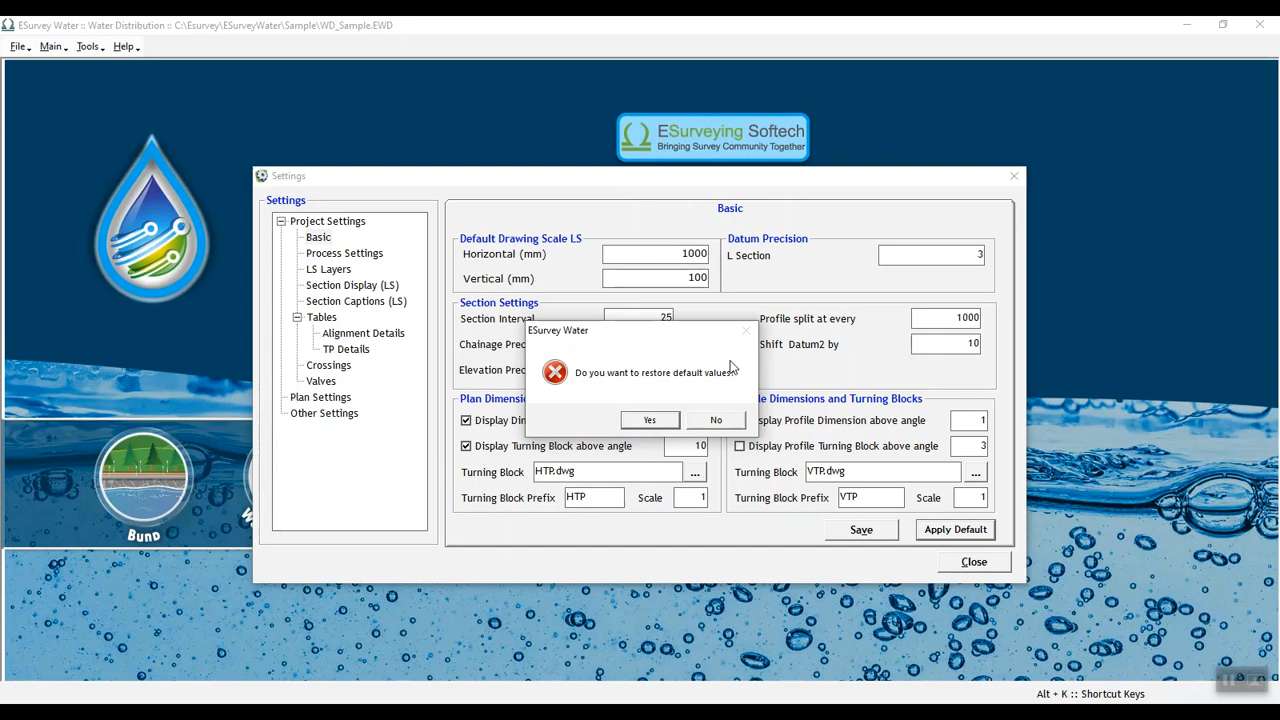 ESurvey Water :: Water Distribution :: C:\Esurvey\ESurveyWater\Sample\WD_Sample.EWD
File Main Tools Help
ESurveying Softech
Bringing Survey Community Together
Settings
Settings
Project Settings
Basic
Process Settings
LS Layers
Section Display (LS)
Section Captions (LS)
Tables
Alignment Details
TP Details
Crossings
Valves
Plan Settings
Other Settings
Basic
Default Drawing Scale LS
Horizontal (mm) 1000
Vertical (mm) 100
Datum Precision
L Section 3
Section Settings
Section Interval 25
Profile split at every 1000
Chainage Prec
Shift Datum2 by 10
Elevation Prec
ESurvey Water
Do you want to restore default values?
Yes No
Plan Dimen
Display Di
Display Turning Block above angle 10
Turning Block HTP.dwg ...
Turning Block Prefix HTP Scale 1
le Dimensions and Turning Blocks
splay Profile Dimension above angle 1
Display Profile Turning Block above angle 3
Turning Block VTP.dwg ...
Turning Block Prefix VTP Scale 1
Save Apply Default
Close
Bund
Alt + K :: Shortcut Keys